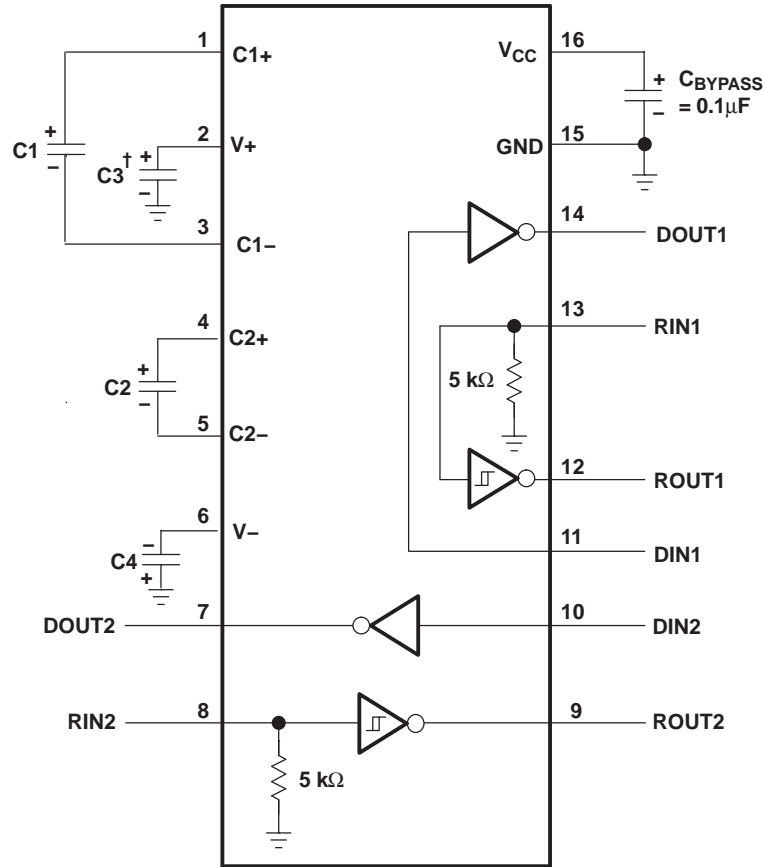 1 C1+ VCC 16
+ CBYPASS
– = 0.1µF
+
C1
–
2 V+ GND 15
C3† +
–
3 C1–
14 DOUT1
4 C2+ 13 RIN1
5 kΩ
+
C2
–
5 C2–
12 ROUT1
6 V–
–
C4
+
11 DIN1
DOUT2 7 10 DIN2
RIN2 8 9 ROUT2
5 kΩ